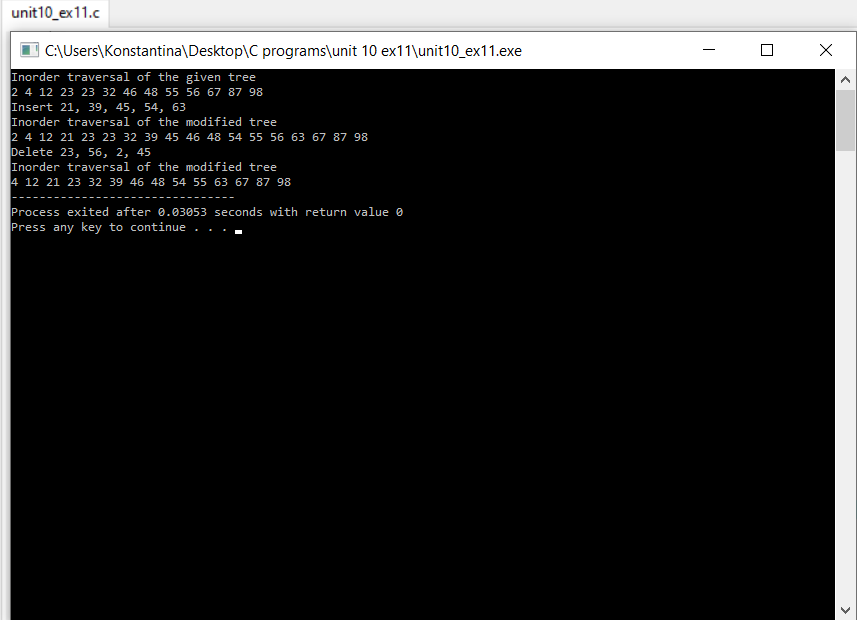 unit10_ex11.c
C:\Users\Konstantina\Desktop\C programs\unit 10 ex11\unit10_ex11.exe
Inorder traversal of the given tree
2 4 12 23 23 32 46 48 55 56 67 87 98
Insert 21, 39, 45, 54, 63
Inorder traversal of the modified tree
2 4 12 21 23 23 32 39 45 46 48 54 55 56 63 67 87 98
Delete 23, 56, 2, 45
Inorder traversal of the modified tree
4 12 21 23 32 39 46 48 54 55 63 67 87 98
--------------------------------
Process exited after 0.03053 seconds with return value 0
Press any key to continue . . .